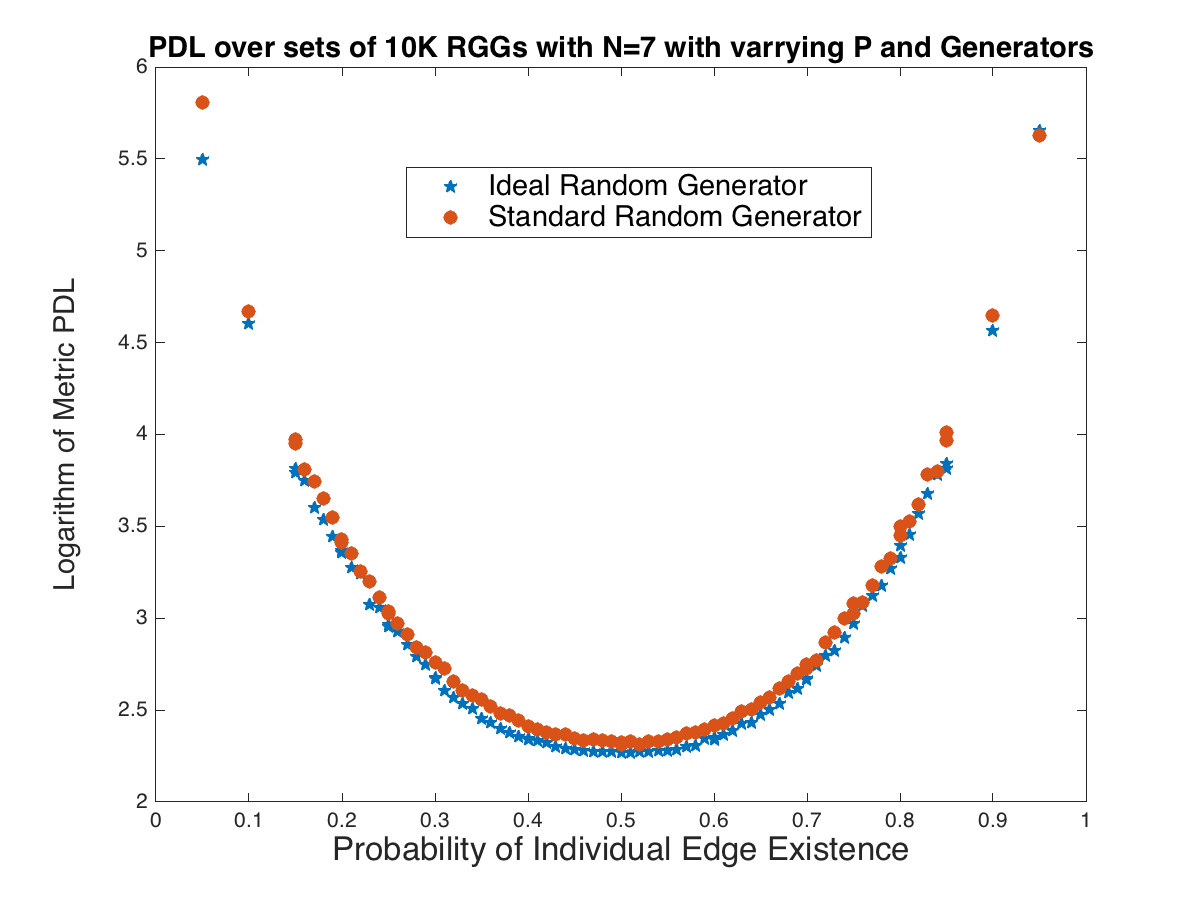 PDL over sets of 10K RGGs with N=7 with varrying P and Generators
6
5.5
5
4.5
4
3.5
3
2.5
2
Logarithm of Metric PDL
Ideal Random Generator
Standard Random Generator
0 0.1 0.2 0.3 0.4 0.5 0.6 0.7 0.8 0.9 1
Probability of Individual Edge Existence